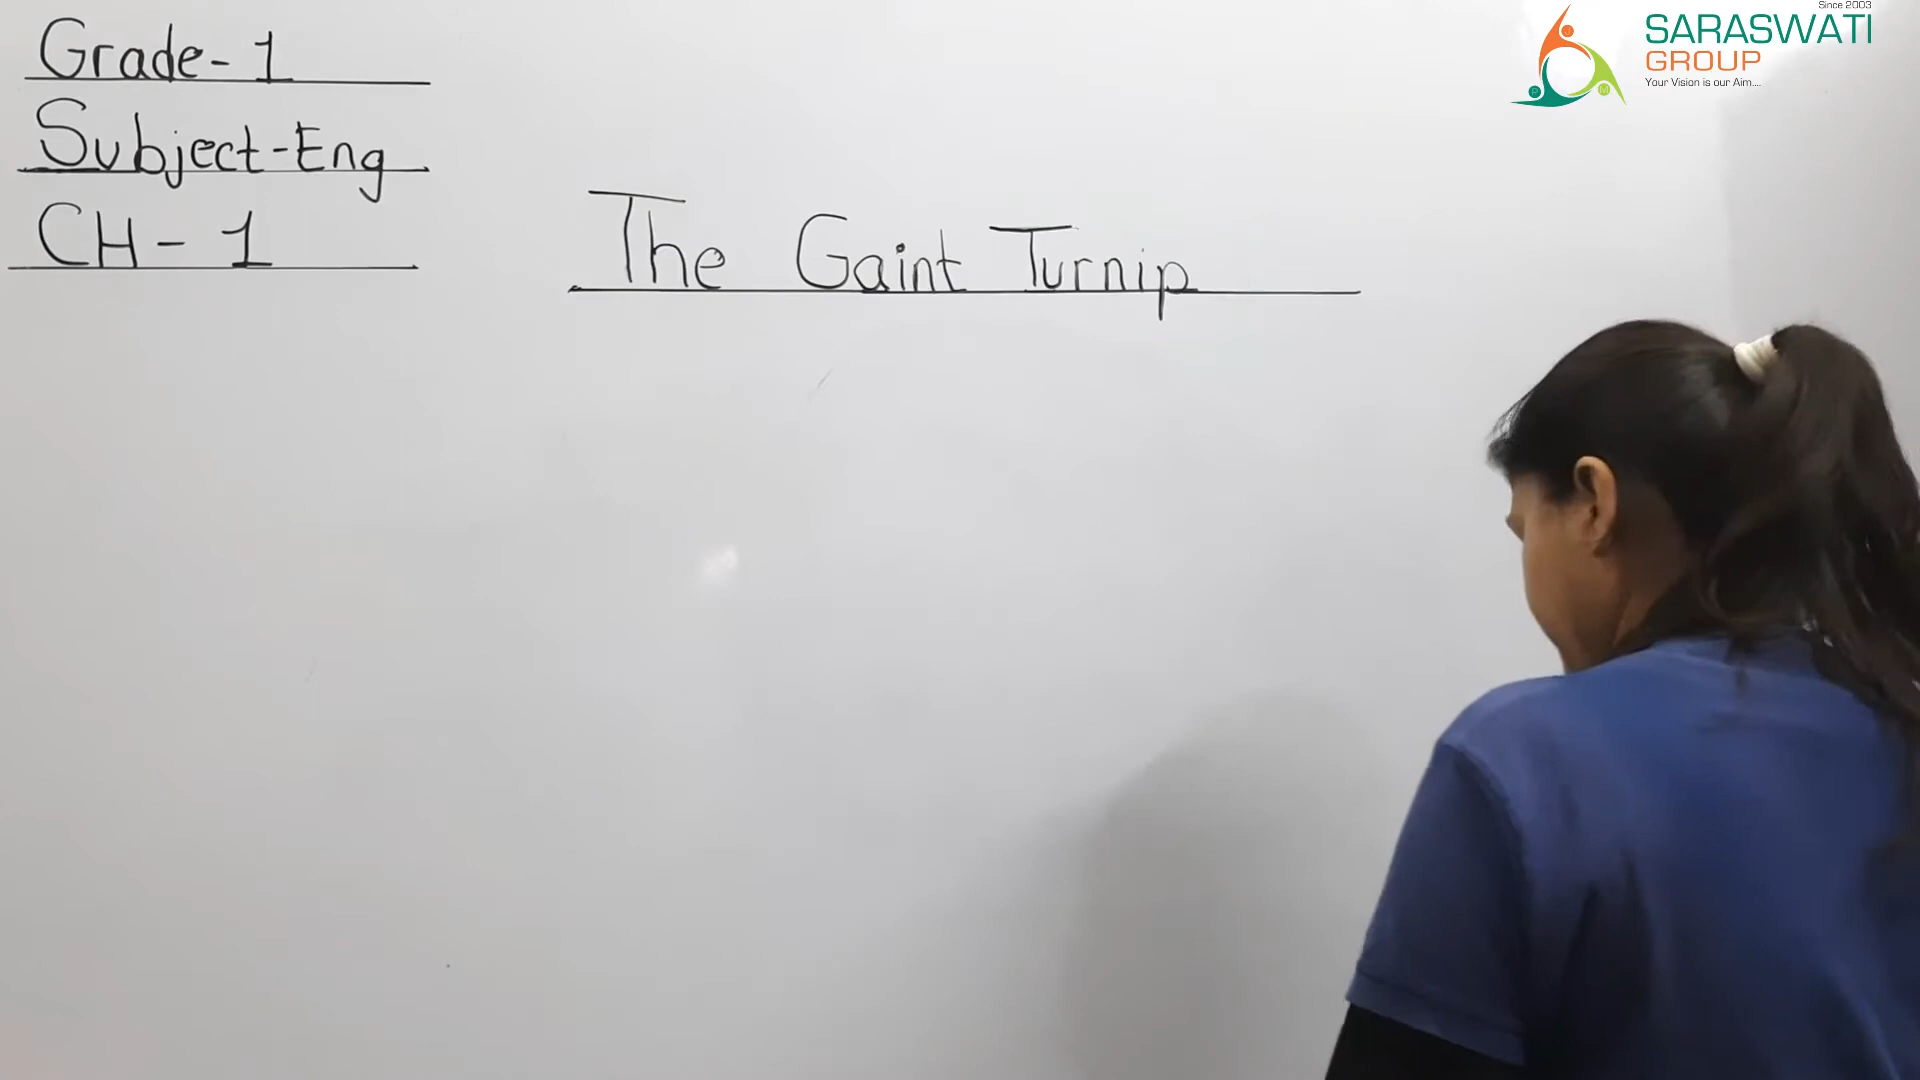 Grade-1
Subject-Eng
CH-1
The Gaint Turnip
Since 2003
SARASWATI
GROUP
Your Vision is our Aim....
P M